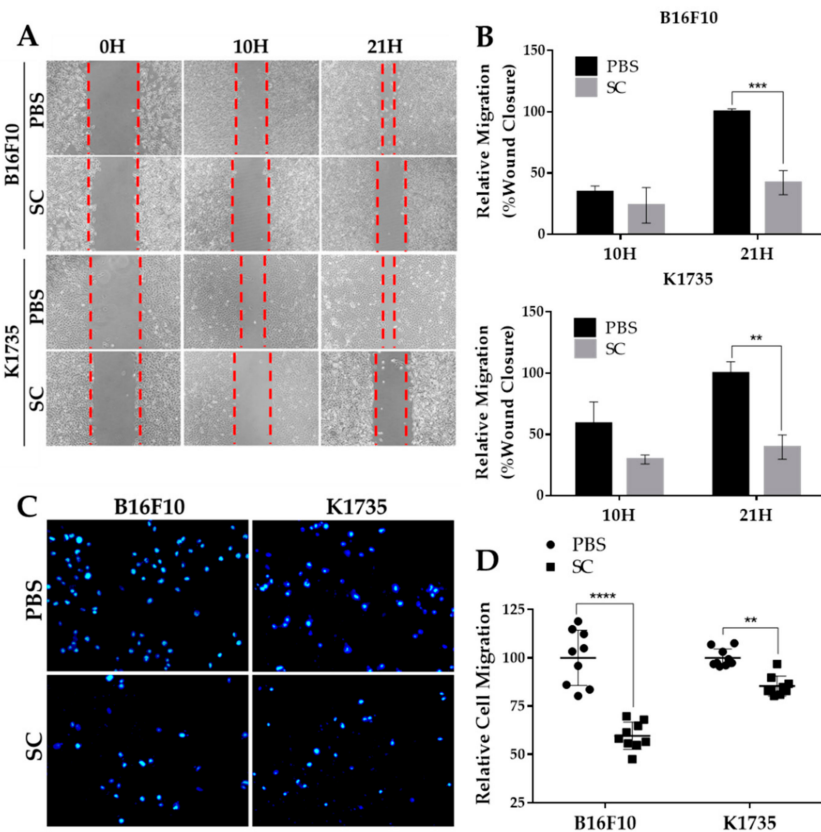 A
0H 10H 21H
B16F10
PBS
SC
K1735
PBS
SC
B
B16F10
PBS
SC
***
150
100
50
0
Relative Migration
(%Wound Closure)
10H 21H
K1735
PBS
SC
**
150
100
50
0
Relative Migration
(%Wound Closure)
10H 21H
C
B16F10 K1735
PBS
SC
D
PBS
SC
****
**
125
100
75
50
25
Relative Cell Migration
B16F10 K1735